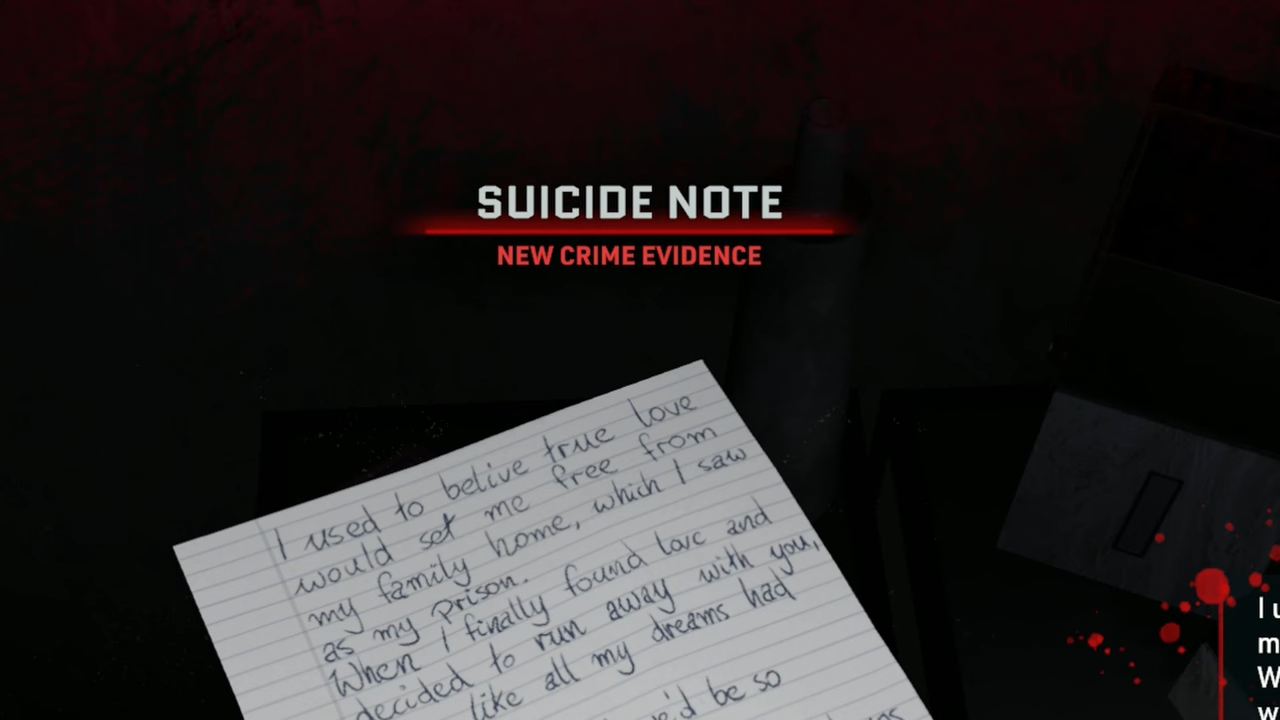 SUICIDE NOTE
NEW CRIME EVIDENCE
I used to belive true love
would set me free from
my family home, which I saw
as my prison.
When I finally found love and
decided to run away with you,
like all my dreams had
be so
I u
m
W
w